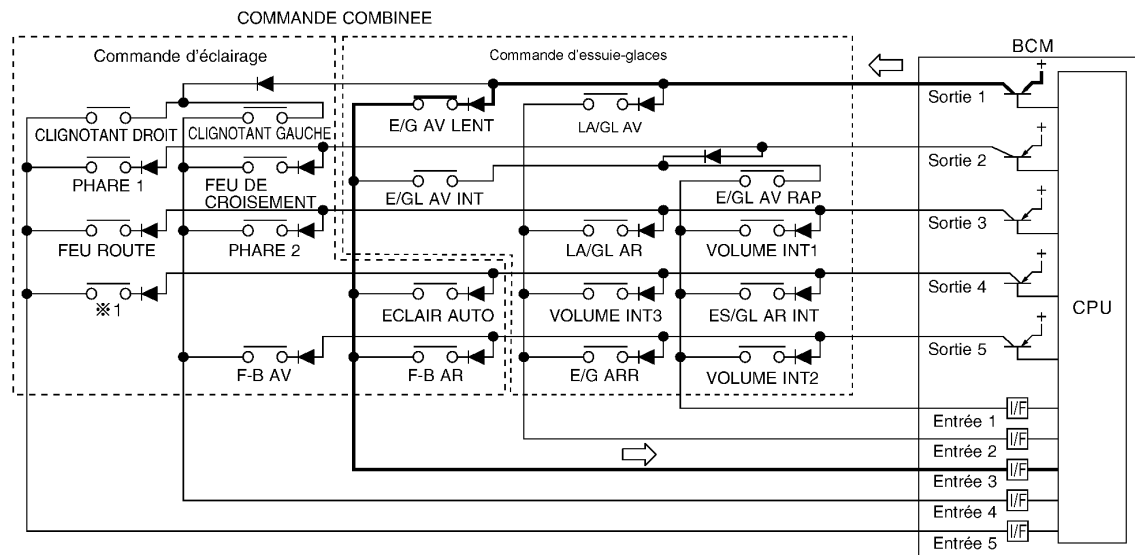 COMMANDE COMBINEE
Commande d'éclairage
Commande d'essuie-glaces
BCM
CLIGNOTANT DROIT
CLIGNOTANT GAUCHE
E/G AV LENT
LA/GL AV
Sortie 1
+
PHARE 1
FEU DE
CROISEMENT
E/GL AV INT
E/GL AV RAP
Sortie 2
+
FEU ROUTE
PHARE 2
LA/GL AR
VOLUME INT1
Sortie 3
+
※1
ECLAIR AUTO
VOLUME INT3
ES/GL AR INT
Sortie 4
+
CPU
F-B AV
F-B AR
E/G ARR
VOLUME INT2
Sortie 5
+
Entrée 1
I/F
Entrée 2
I/F
Entrée 3
I/F
Entrée 4
I/F
Entrée 5
I/F